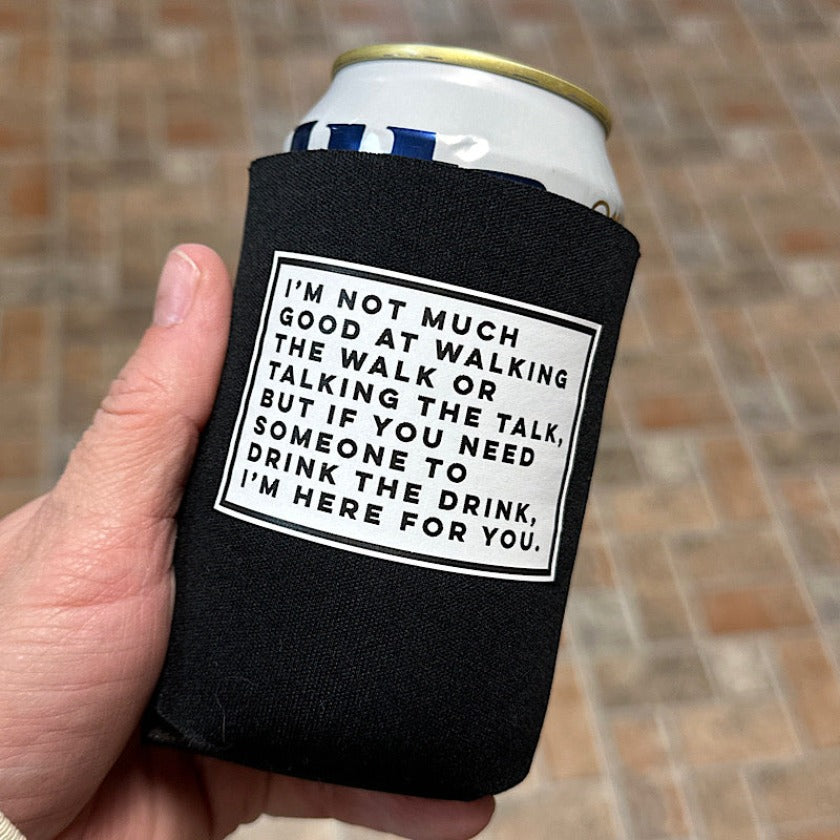 I'M NOT MUCH
GOOD AT WALKING
THE WALK OR
TALKING THE TALK,
BUT IF YOU NEED
SOMEONE TO
DRINK THE DRINK,
I'M HERE FOR YOU.